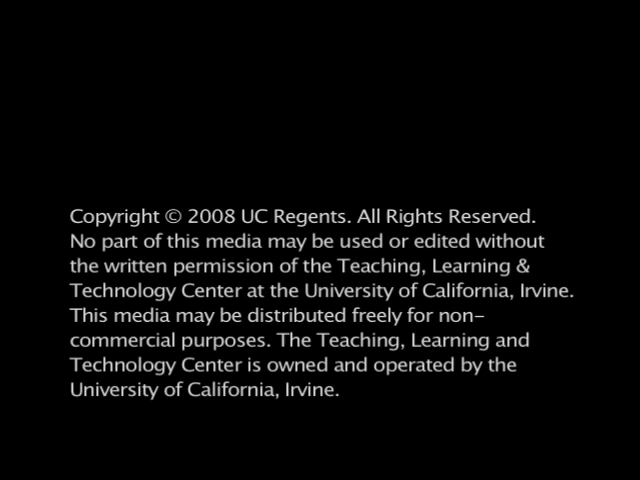 Copyright © 2008 UC Regents. All Rights Reserved.
No part of this media may be used or edited without
the written permission of the Teaching, Learning &
Technology Center at the University of California, Irvine.
This media may be distributed freely for non-
commercial purposes. The Teaching, Learning and
Technology Center is owned and operated by the
University of California, Irvine.